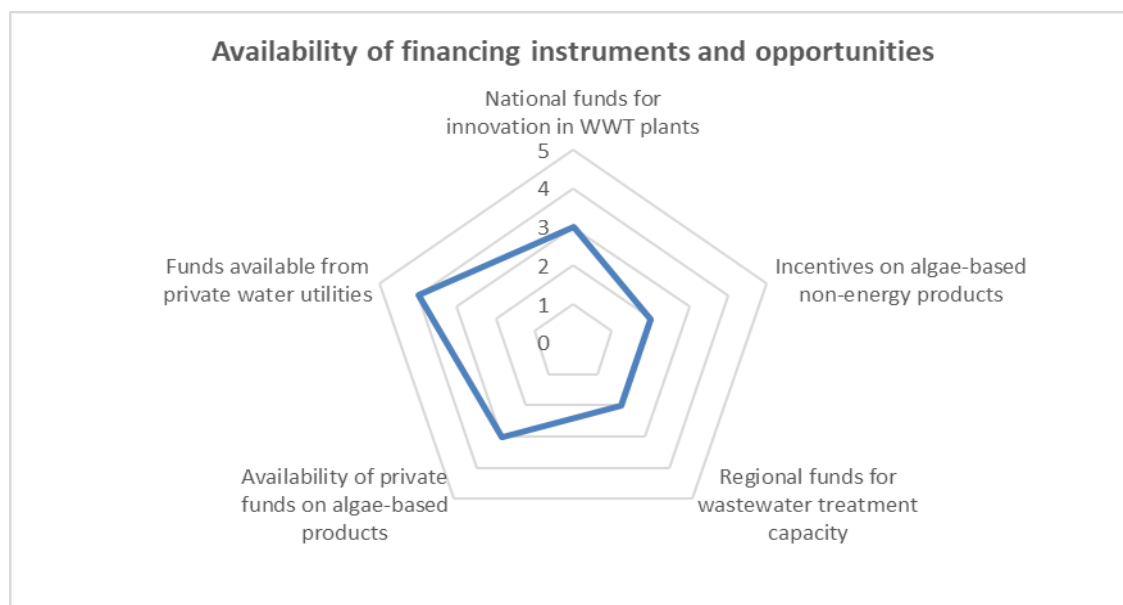 Availability of financing instruments and opportunities
National funds for
innovation in WWT plants
5
4
3
2
1
0
Incentives on algae-based
non-energy products
Regional funds for
wastewater treatment
capacity
Availability of private
funds on algae-based
products
Funds available from
private water utilities